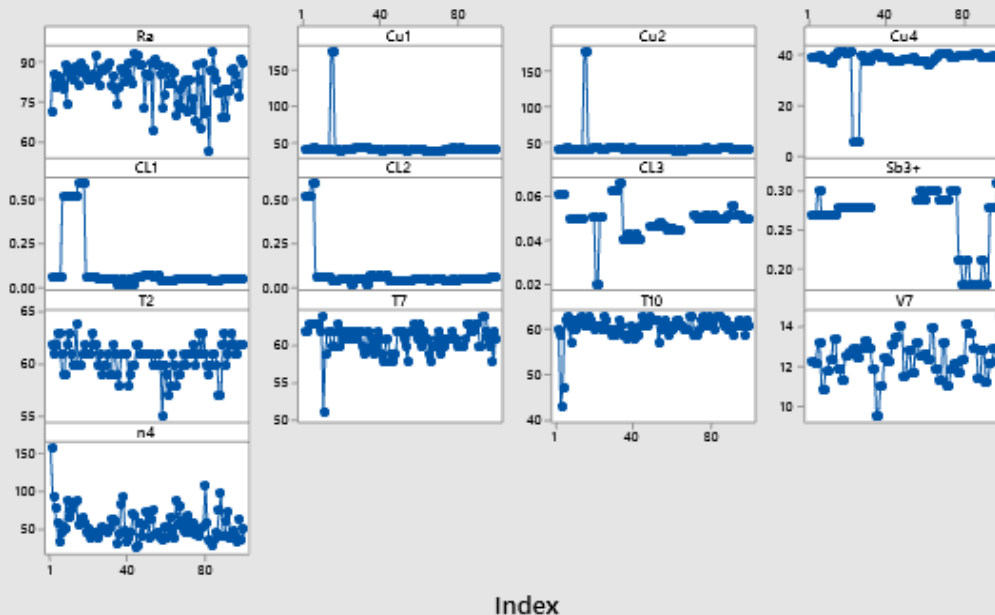 1 40 80 1 40 80
Ra Cu1 Cu2 Cu4
90 150 150 40
75 100 100 20
60 50 50 0
CL1 CL2 CL3 Sb3+
0.50 0.50 0.06 0.30
0.25 0.25 0.04 0.25
0.00 0.00 0.02 0.20
T2 T7 T10 V7
65 60 60 14
60 55 50 12
55 50 40 10
n4 1 40 80
150
100
50
1 40 80
Index